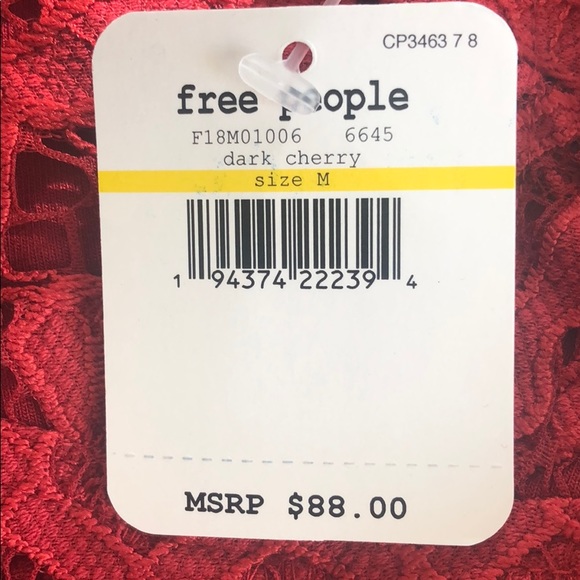 CP3463 7 8
free people
F18M01006 6645
dark cherry
size M
1 94374 22239 4
MSRP $88.00